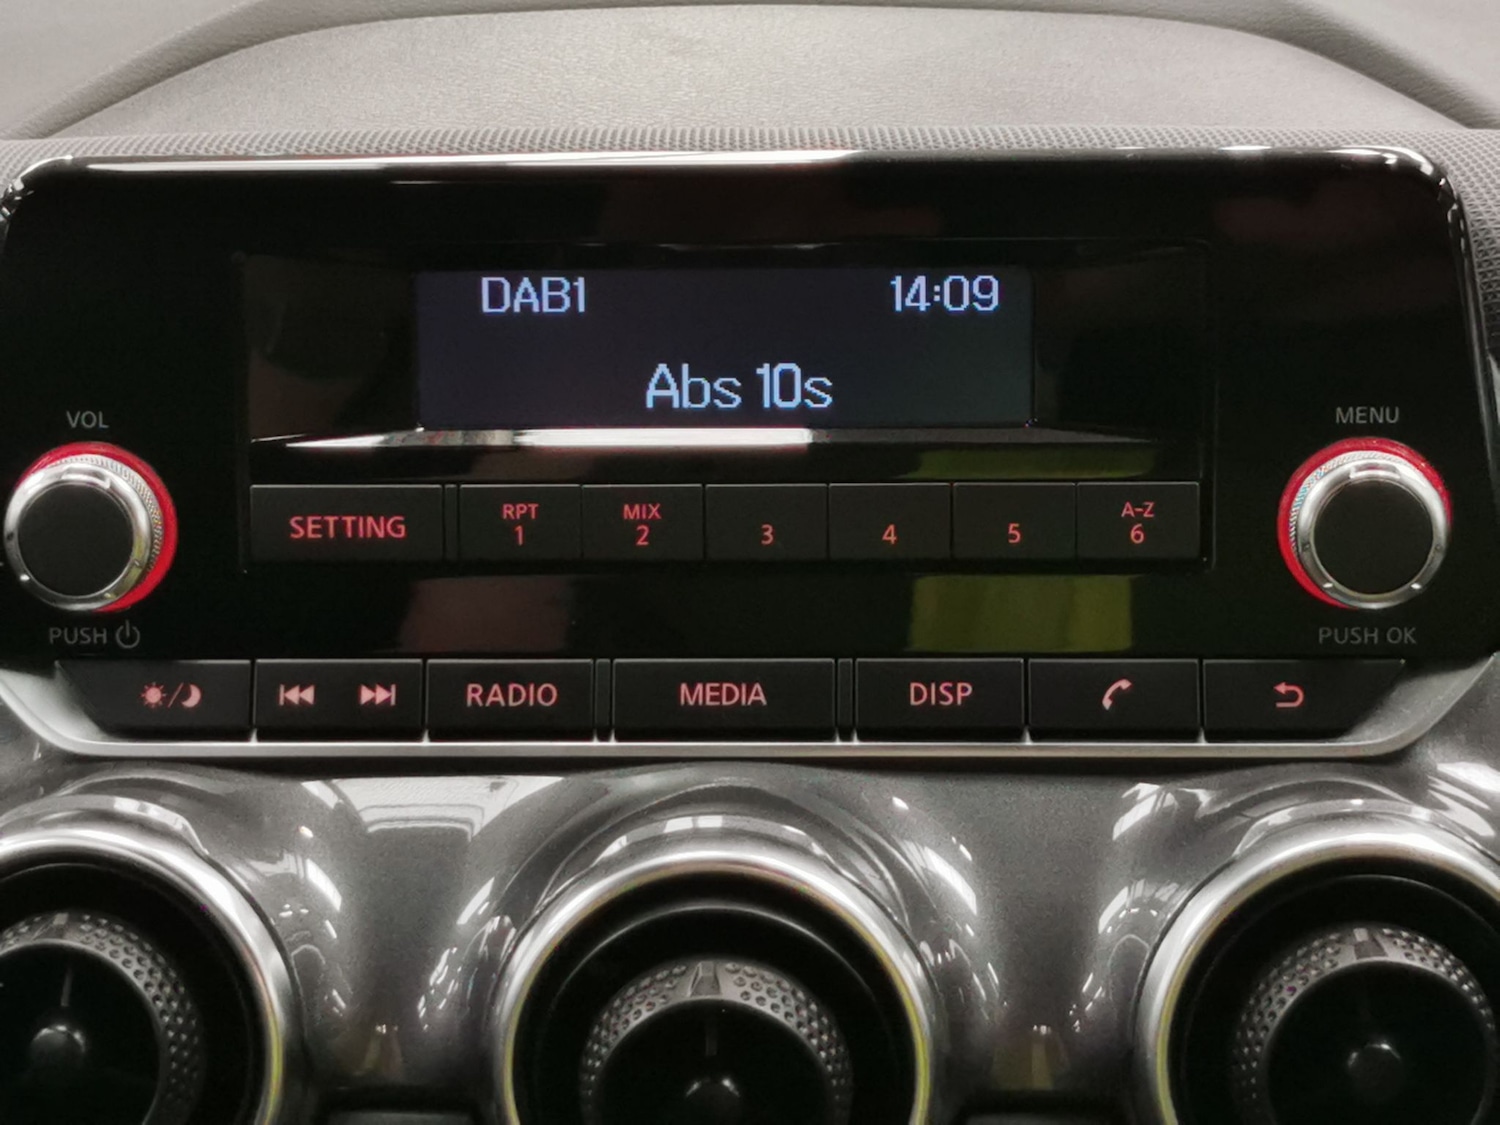 DAB1 14:09
Abs 10s
VOL
MENU
SETTING
RPT
1
MIX
2
3
4
5
A-Z
6
PUSH
PUSH OK
RADIO
MEDIA
DISP